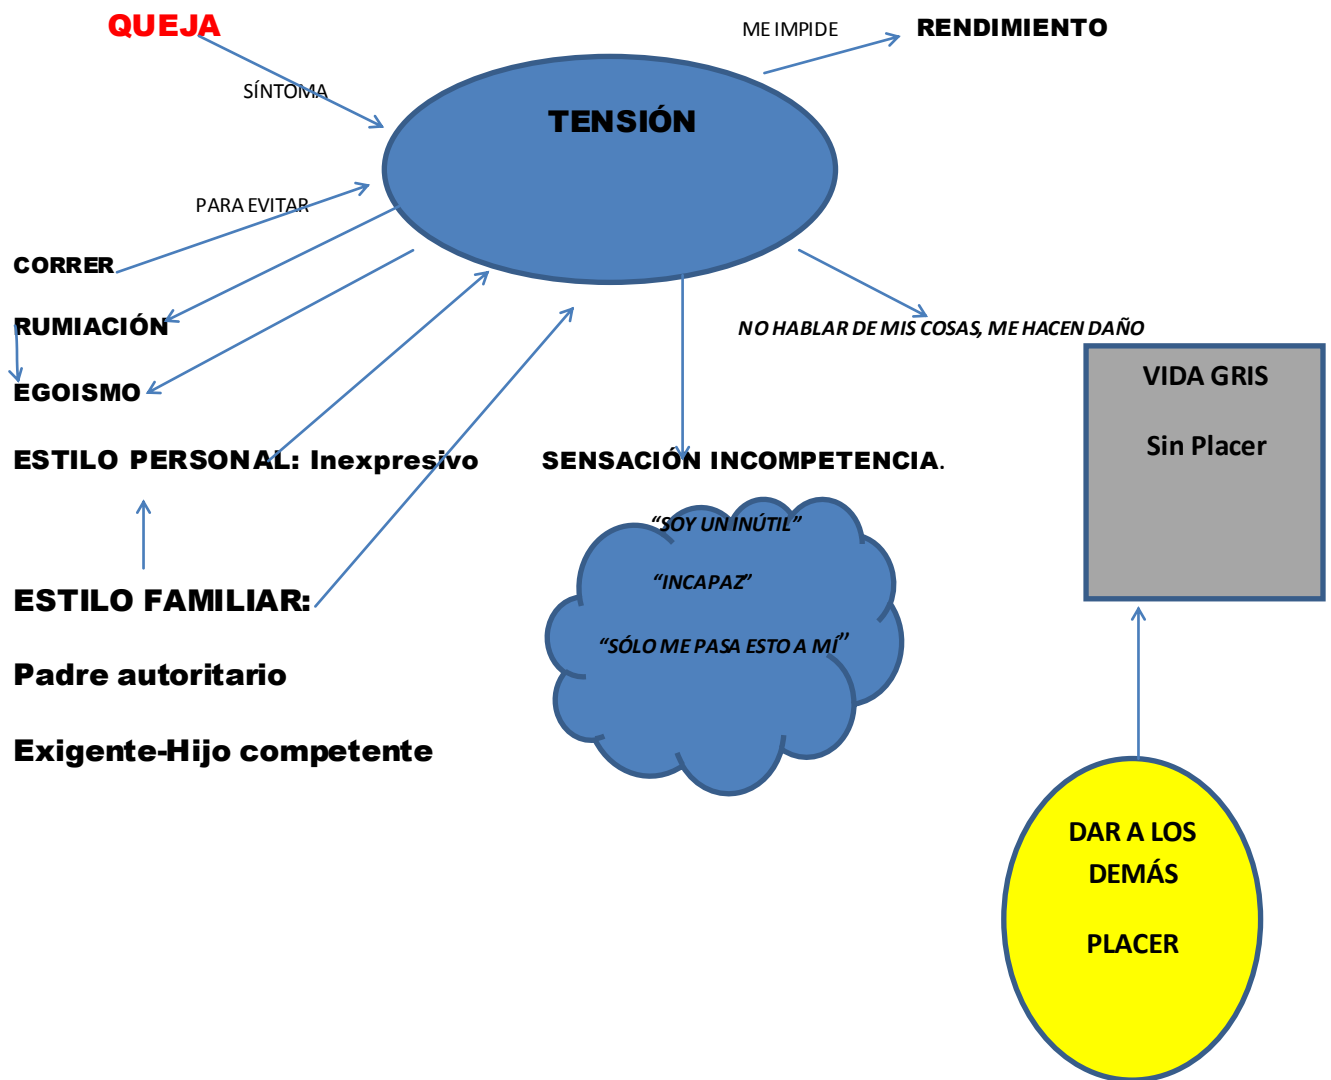 QUEJA
ME IMPIDE
RENDIMIENTO
SÍNTOMA
TENSIÓN
PARA EVITAR
CORRER
RUMIACIÓN
NO HABLAR DE MIS COSAS, ME HACEN DAÑO
EGOISMO
VIDA GRIS
Sin Placer
ESTILO PERSONAL: Inexpresivo
SENSACIÓN INCOMPETENCIA.
“SOY UN INÚTIL”
“INCAPAZ”
“SÓLO ME PASA ESTO A MÍ”
ESTILO FAMILIAR:
Padre autoritario
Exigente-Hijo competente
DAR A LOS
DEMÁS
PLACER